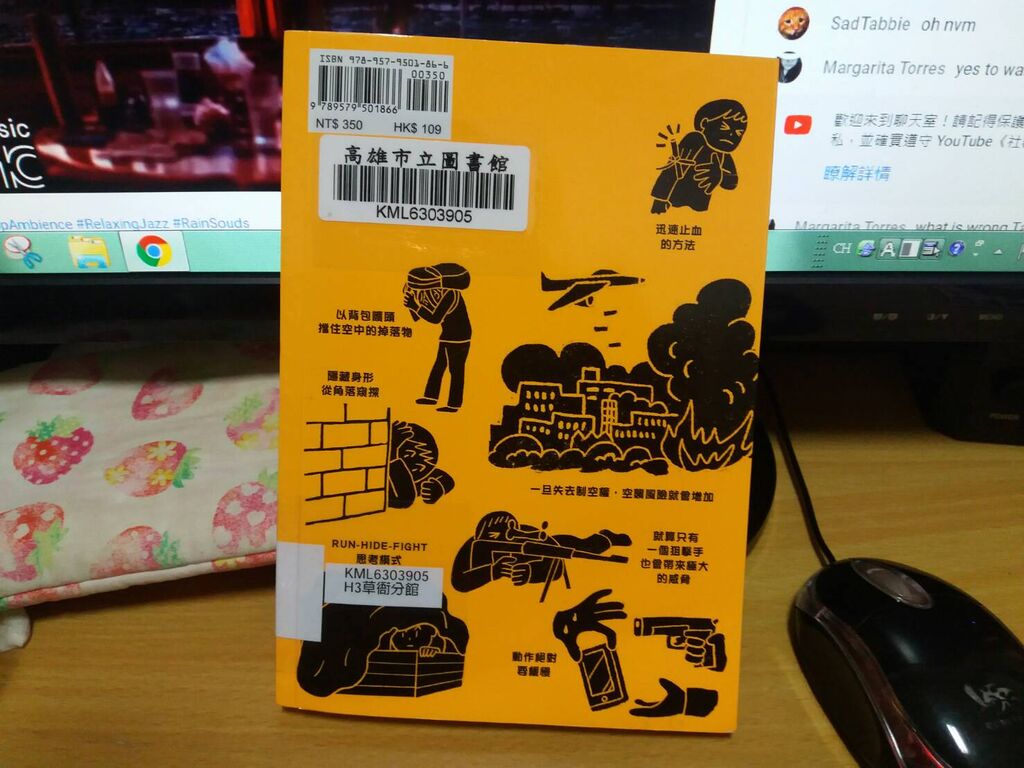 sic
SadTabbie oh nvm
Margarita Torres yes to wa
歡迎來到聊天室！請記得保護
私，並確實遵守 YouTube《社
瞭解詳情
Margarita Torres what is wrong T
pAmbience #RelaxingJazz #RainSouds
CH
A
ISBN 978-957-9501-86-6
00350
9 789579 501866
NT$ 350 HK$ 109
高雄市立圖書館
KML6303905
迅速止血
的方法
以背包護頭
擋住空中的掉落物
隱藏身形
從角落窺探
一旦失去制空權，空襲風險就會增加
RUN-HIDE-FIGHT
思考模式
KML6303905
H3草衙分館
就算只有
一個狙擊手
也會帶來極大
的威脅
動作絕對
要緩慢